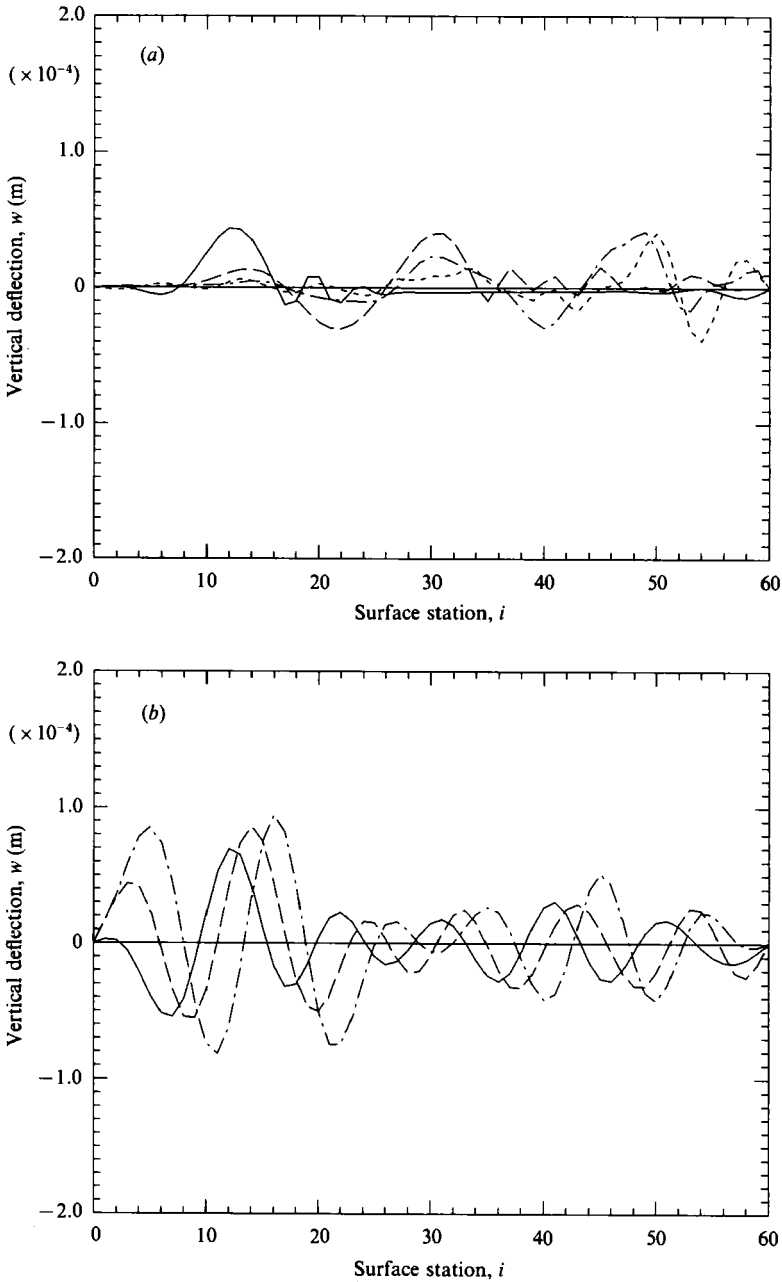 2.0
(a)
(× 10⁻⁴)
1.0
0
−1.0
−2.0
Vertical deflection, w (m)
0 10 20 30 40 50 60
Surface station, i
2.0
(b)
(× 10⁻⁴)
1.0
0
−1.0
−2.0
Vertical deflection, w (m)
0 10 20 30 40 50 60
Surface station, i